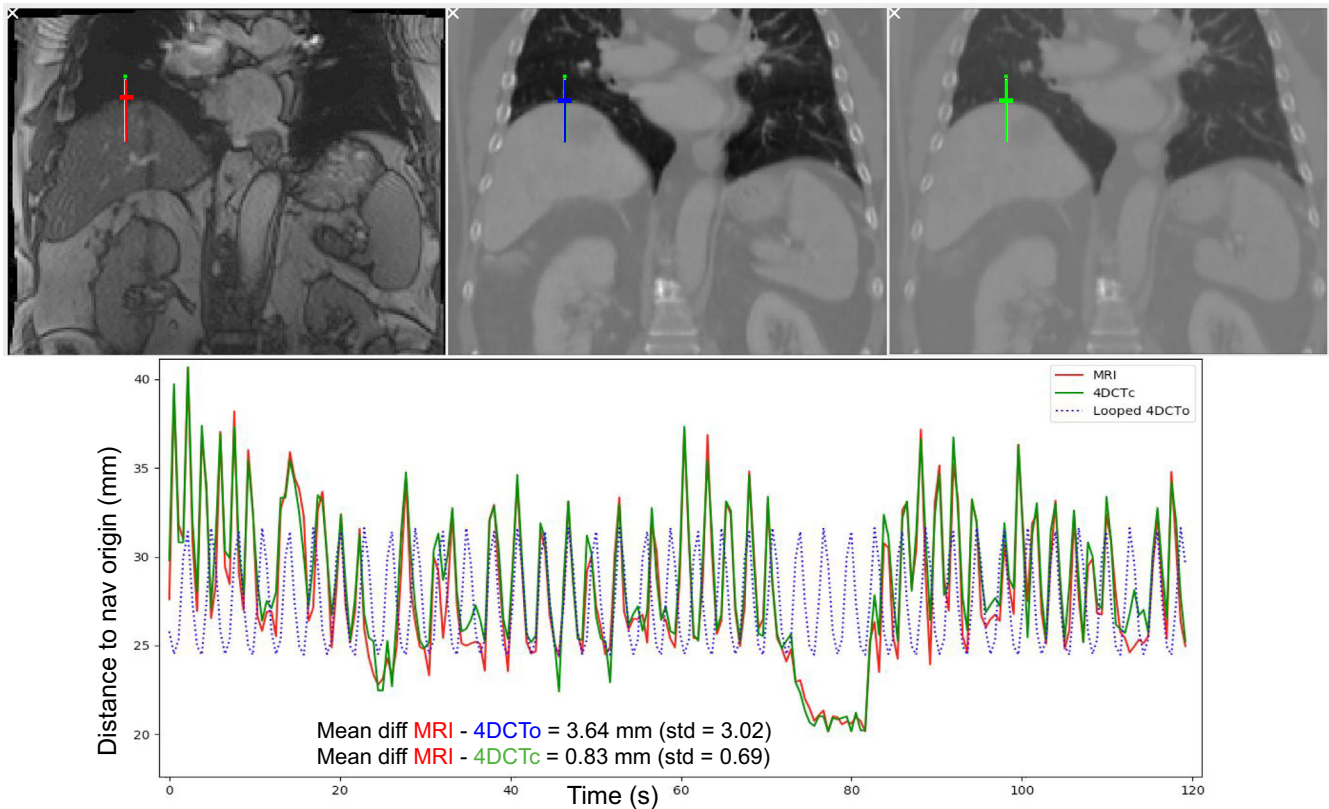 MRI
4DCTc
Looped 4DCTo
Distance to nav origin (mm)
40
35
30
25
20
Mean diff MRI - 4DCTo = 3.64 mm (std = 3.02)
Mean diff MRI - 4DCTc = 0.83 mm (std = 0.69)
0
20
40
60
80
100
120
Time (s)